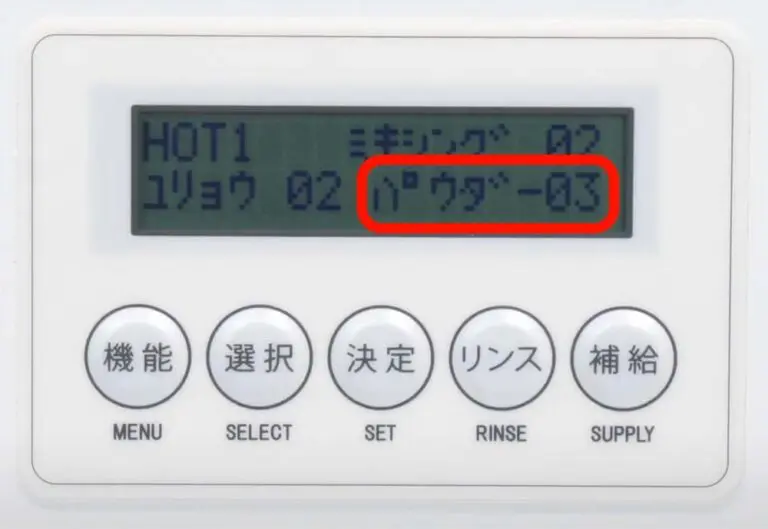 HOT1 ミキシング 02
ユリョウ 02 パウダー03
機能 選択 決定 リンス 補給
MENU SELECT SET RINSE SUPPLY